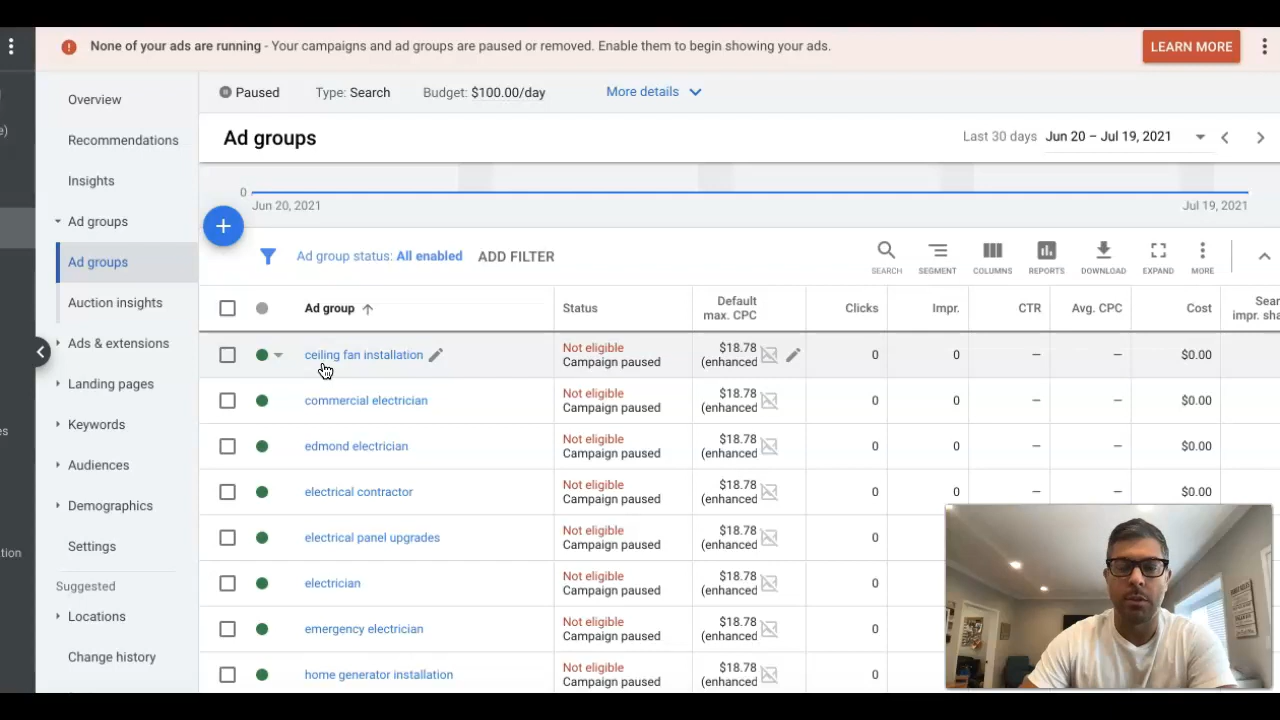 None of your ads are running - Your campaigns and ad groups are paused or removed. Enable them to begin showing your ads.
LEARN MORE
e)
es
tion
Overview
Recommendations
Insights
Ad groups
Ad groups
Auction insights
Ads & extensions
Landing pages
Keywords
Audiences
Demographics
Settings
Suggested
Locations
Change history
Paused Type: Search Budget: $100.00/day More details
Ad groups Last 30 days Jun 20 – Jul 19, 2021
0
Jun 20, 2021 Jul 19, 2021
Ad group status: All enabled ADD FILTER
SEARCH SEGMENT COLUMNS REPORTS DOWNLOAD EXPAND MORE
Ad group Status Default max. CPC Clicks Impr. CTR Avg. CPC Cost Sear
impr. sha
ceiling fan installation Not eligible $18.78 0 0 – – $0.00
Campaign paused (enhanced
commercial electrician Not eligible $18.78 0 0 – – $0.00
Campaign paused (enhanced
edmond electrician Not eligible $18.78 0 0 – – $0.00
Campaign paused (enhanced
electrical contractor Not eligible $18.78 0 0 – – $0.00
Campaign paused (enhanced
electrical panel upgrades Not eligible $18.78 0
Campaign paused (enhanced
electrician Not eligible $18.78 0
Campaign paused (enhanced
emergency electrician Not eligible $18.78 0
Campaign paused (enhanced
home generator installation Not eligible $18.78 0
Campaign paused (enhanced